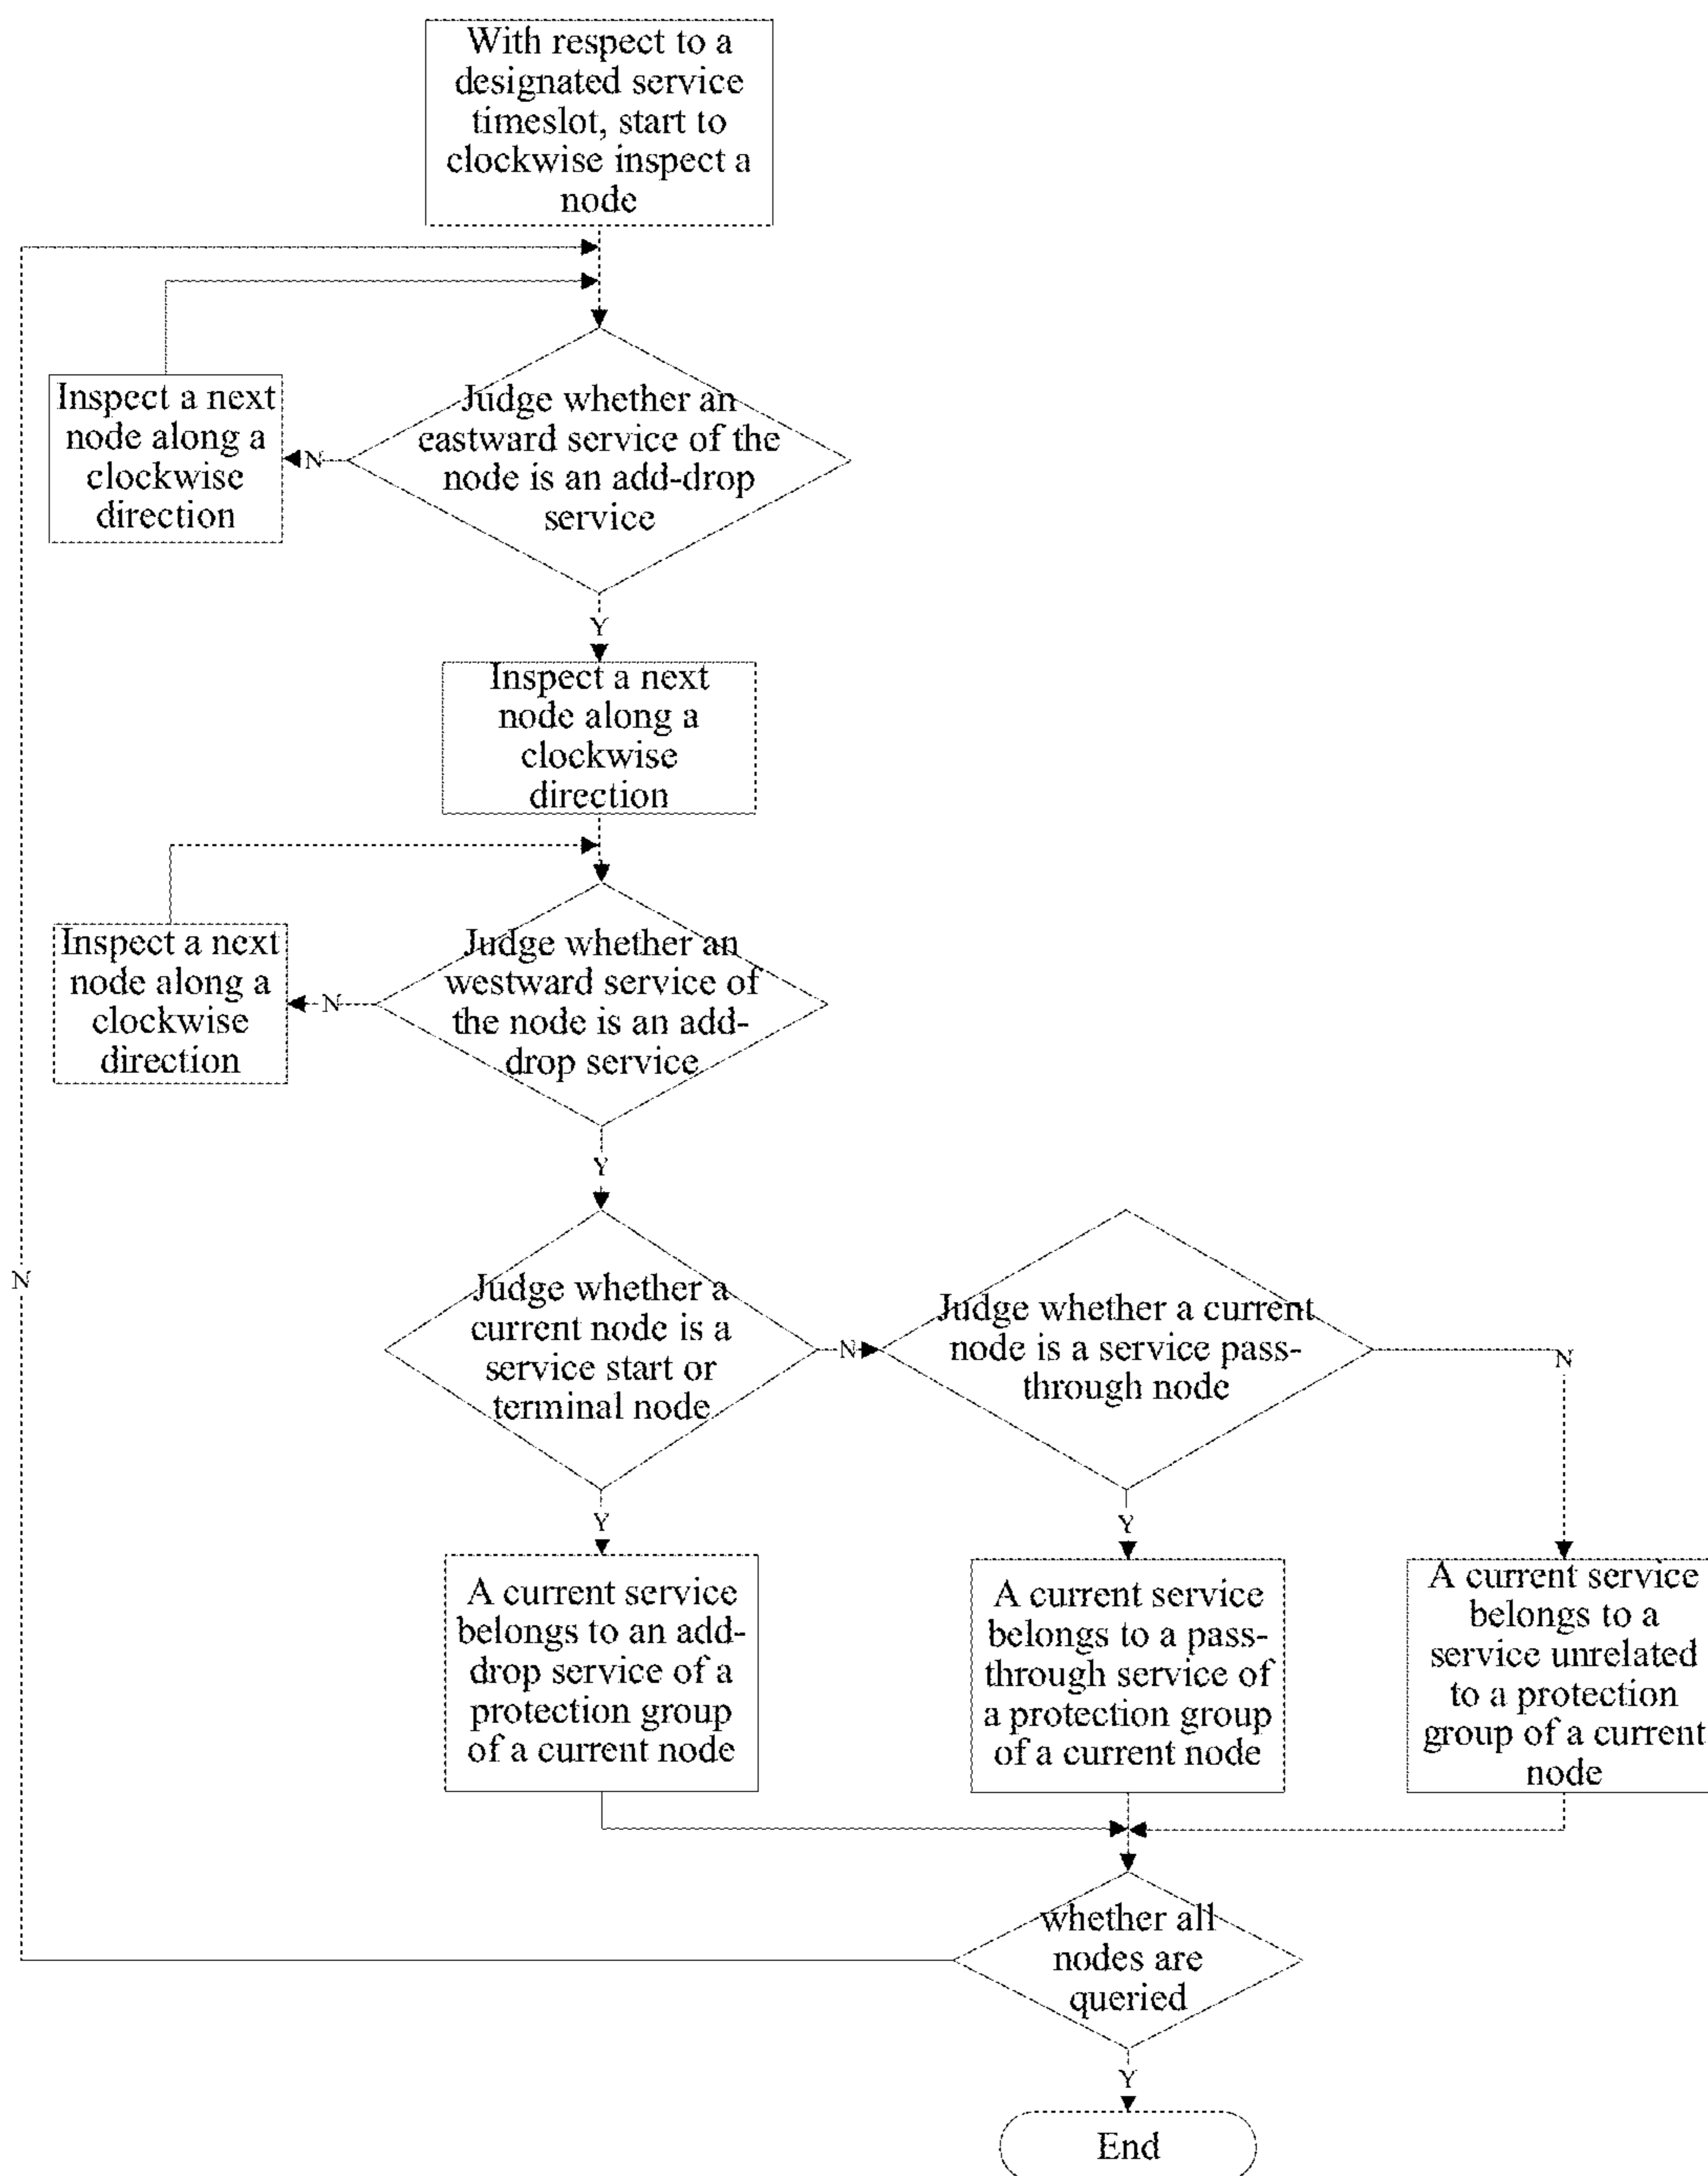 With respect to a
designated service
timeslot, start to
clockwise inspect a
node
Inspect a next
node along a
clockwise
direction
N
Judge whether an
eastward service of the
node is an add-drop
service
Y
Inspect a next
node along a
clockwise
direction
Inspect a next
node along a
clockwise
direction
N
Judge whether an
westward service of
the node is an add-
drop service
Y
N
Judge whether a
current node is a
service start or
terminal node
N
Judge whether a current
node is a service pass-
through node
N
Y
Y
A current service
belongs to an add-
drop service of a
protection group
of a current node
A current service
belongs to a pass-
through service of
a protection group
of a current node
A current service
belongs to a
service unrelated
to a protection
group of a current
node
whether all
nodes are
queried
Y
End